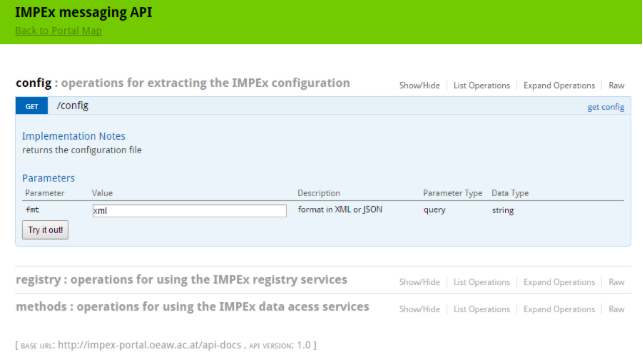 IMPEx messaging API
Back to Portal Map
config : operations for extracting the IMPEx configuration Show/Hide List Operations Expand Operations Raw
GET /config get config
Implementation Notes
returns the configuration file
Parameters
Parameter Value Description Parameter Type Data Type
fmt xml format in XML or JSON query string
Try it out!
registry : operations for using the IMPEx registry services Show/Hide List Operations Expand Operations Raw
methods : operations for using the IMPEx data acess services Show/Hide List Operations Expand Operations Raw
[ BASE URL: http://impex-portal.oeaw.ac.at/api-docs , API VERSION: 1.0 ]